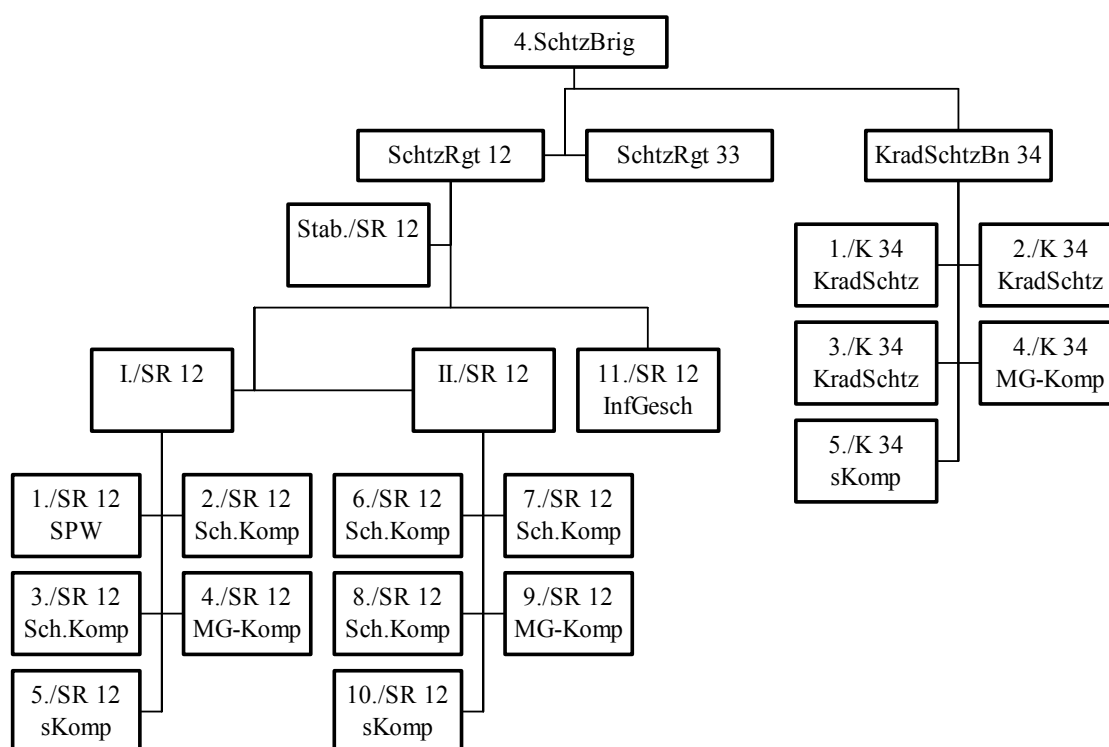 4.SchtzBrig
SchtzRgt 12
SchtzRgt 33
KradSchtzBn 34
Stab./SR 12
1./K 34
KradSchtz
2./K 34
KradSchtz
3./K 34
KradSchtz
4./K 34
MG-Komp
5./K 34
sKomp
I./SR 12
II./SR 12
11./SR 12
InfGesch
1./SR 12
SPW
2./SR 12
Sch.Komp
3./SR 12
Sch.Komp
4./SR 12
MG-Komp
5./SR 12
sKomp
6./SR 12
Sch.Komp
7./SR 12
Sch.Komp
8./SR 12
Sch.Komp
9./SR 12
MG-Komp
10./SR 12
sKomp